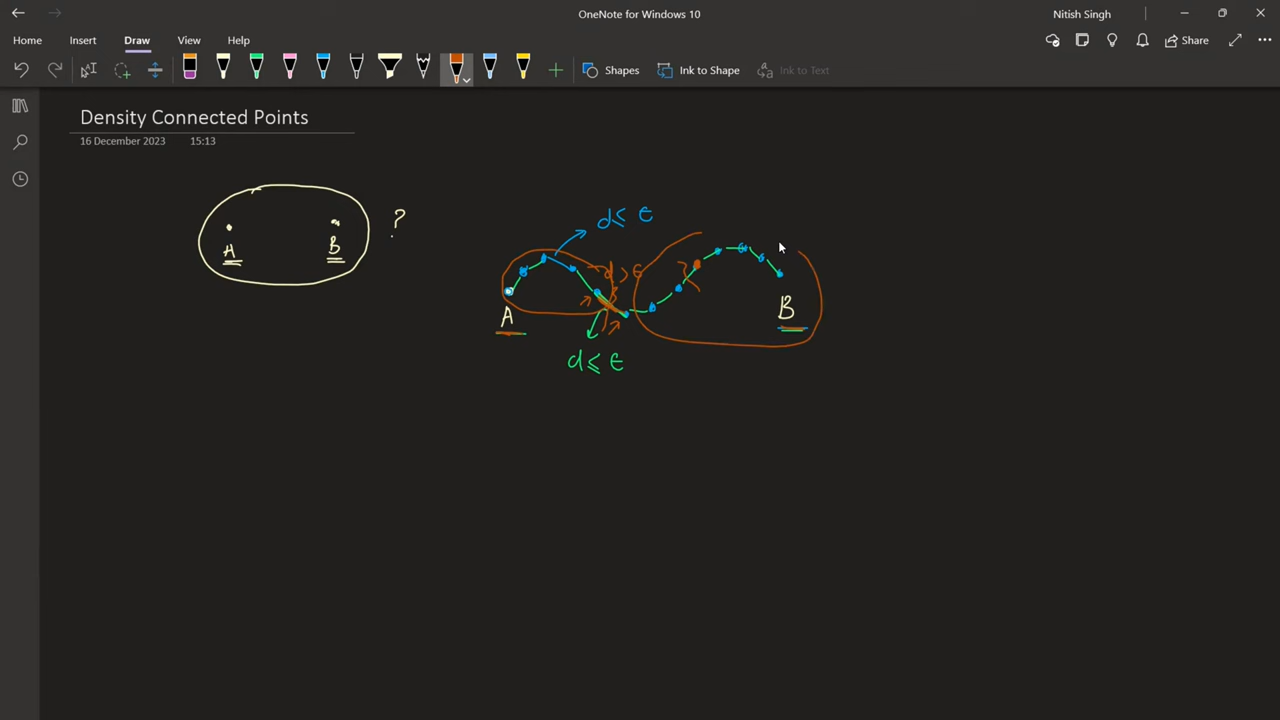 OneNote for Windows 10
Nitish Singh
Home Insert Draw View Help
Share
Shapes Ink to Shape Ink to Text
Density Connected Points
16 December 2023 15:13
A B ?
d ≤ ε
d > ε
A
B
d ≤ ε